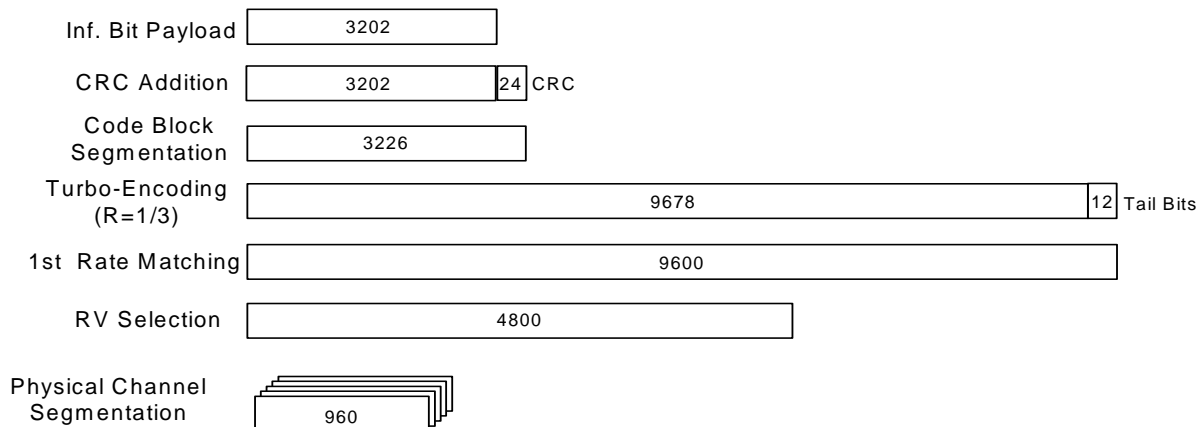 Inf. Bit Payload 3202
CRC Addition 3202 24 CRC
Code Block
Segmentation 3226
Turbo-Encoding
(R=1/3) 9678 12 Tail Bits
1st Rate Matching 9600
RV Selection 4800
Physical Channel
Segmentation 960